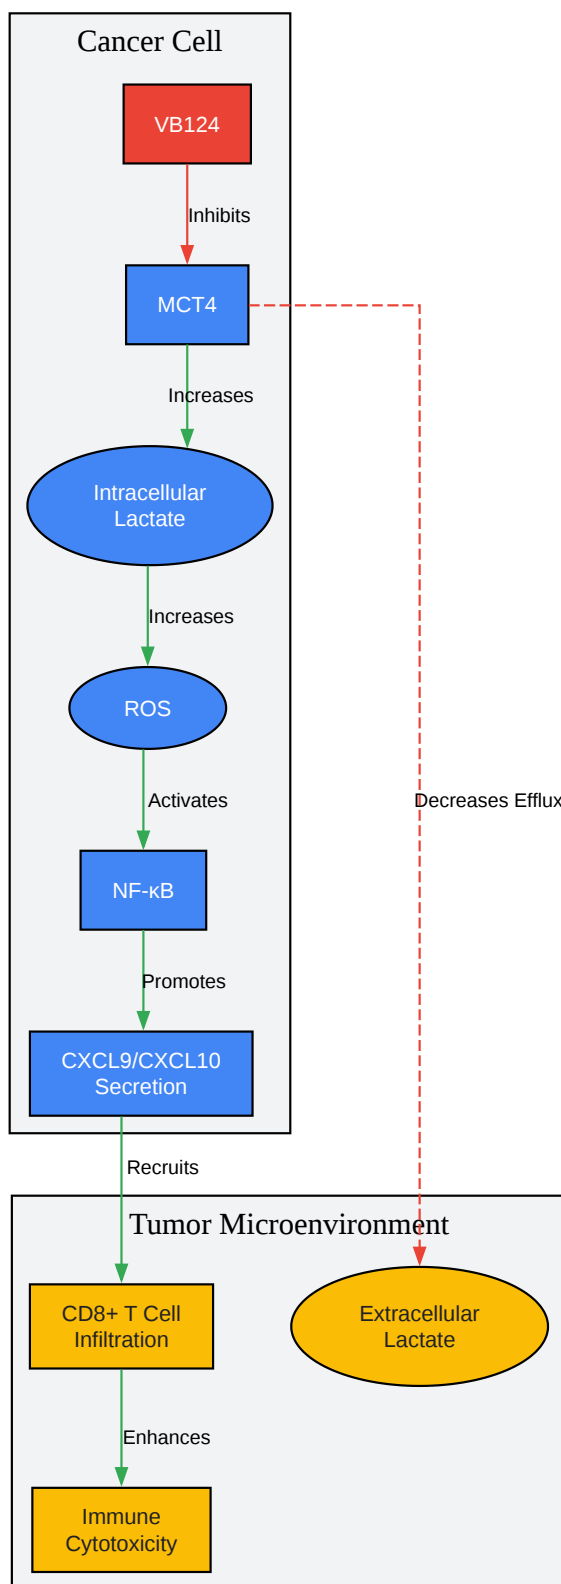 Cancer Cell
VB124
Inhibits
MCT4
Increases
Intracellular
Lactate
Increases
ROS
Activates
Decreases Efflux
NF-κB
Promotes
CXCL9/CXCL10
Secretion
Recruits
Tumor Microenvironment
CD8+ T Cell
Infiltration
Extracellular
Lactate
Enhances
Immune
Cytotoxicity